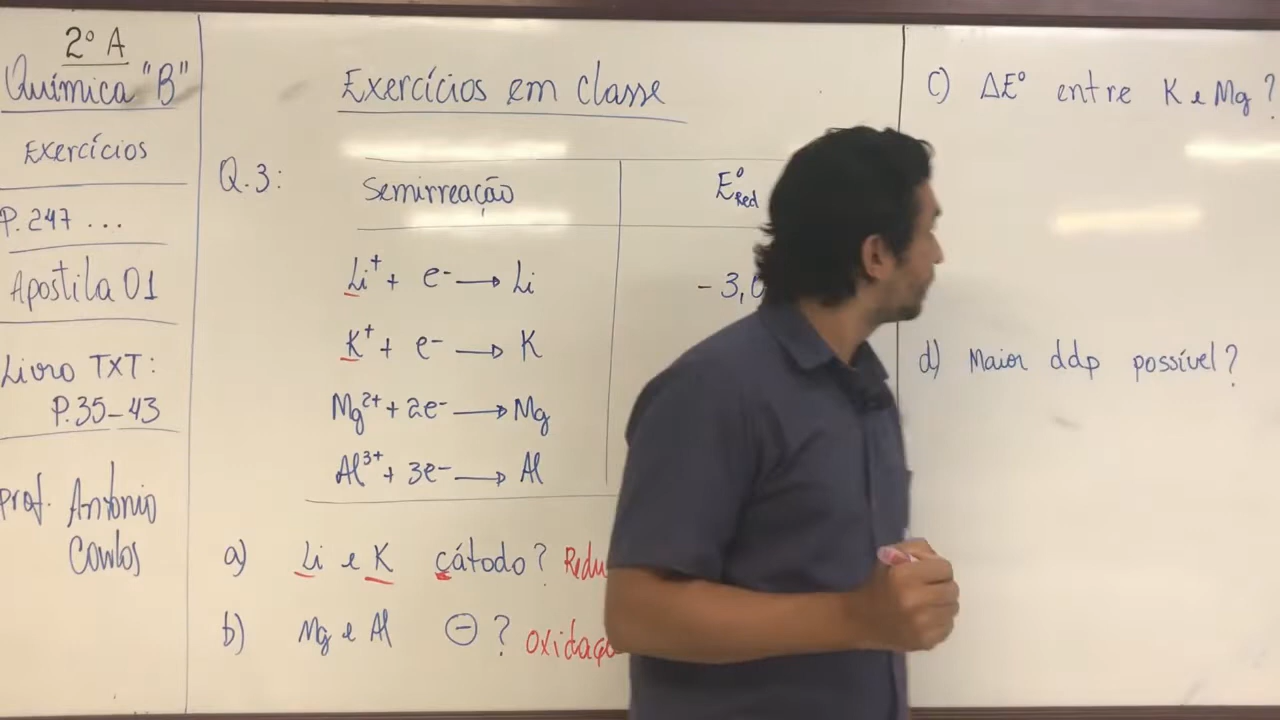 2º A
Química "B"
Exercícios
P. 247 ...
Apostila 01
Livro TXT:
P. 35-43
Prof. Antonio
Carlos
Exercícios em classe
Q.3:
Semirreação E°Red
Li⁺ + e⁻ → Li - 3,0
K⁺ + e⁻ → K
Mg²⁺ + 2e⁻ → Mg
Al³⁺ + 3e⁻ → Al
a) Li e K cátodo? Redu
b) Mg e Al ⊖ ? oxidaç
c) ΔE° entre K e Mg ?
d) Maior ddp possível?